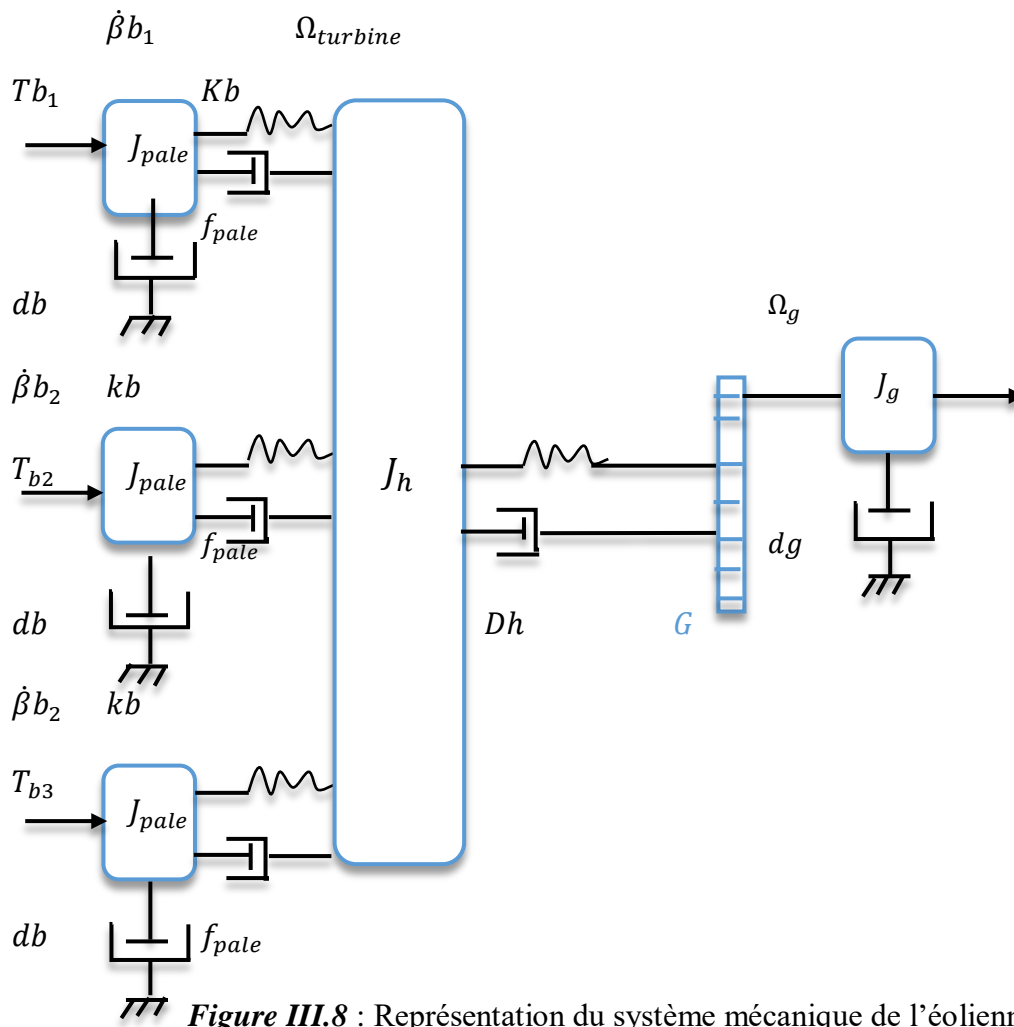 β̇b₁ Ω_turbine
Tb₁ Kb
J_pale
f_pale
db
Ω_g
β̇b₂ kb
J_g
T_b2 J_pale J_h
f_pale dg
db Dh G
β̇b₂ kb
T_b3 J_pale
db f_pale
Figure III.8 : Représentation du système mécanique de l’éolienn